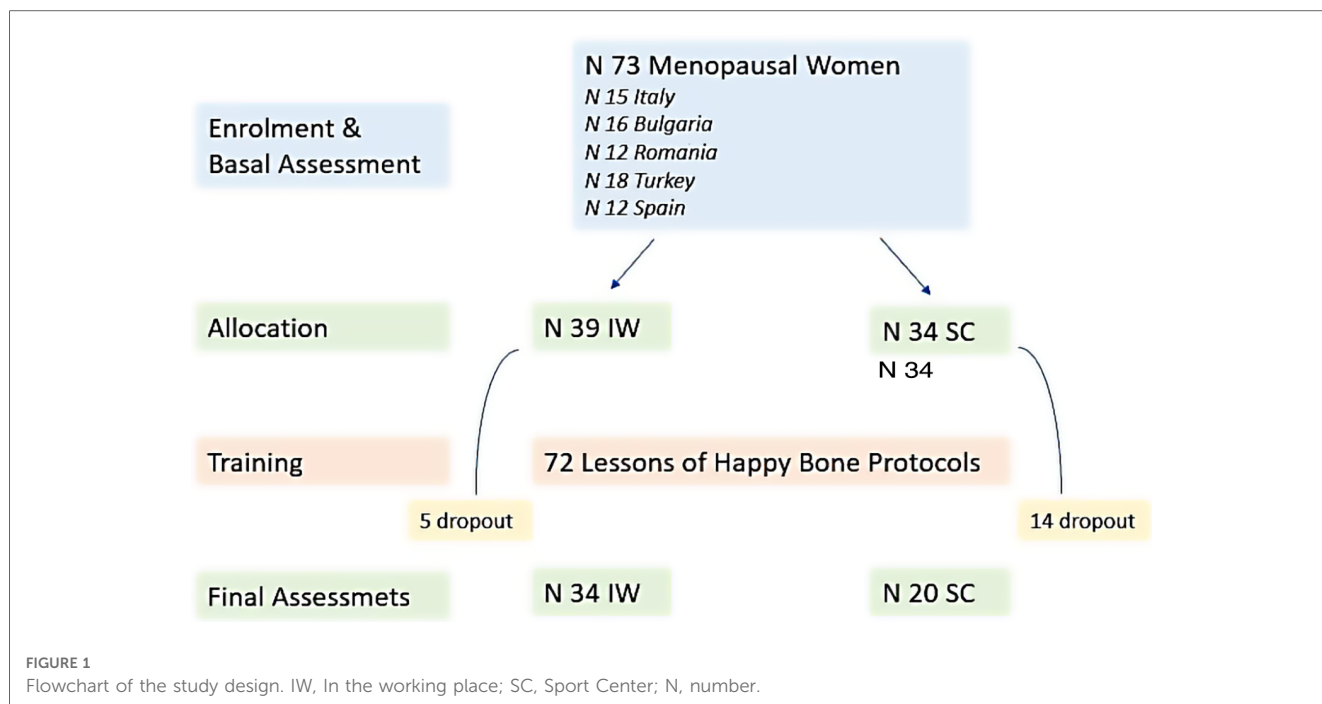 N 73 Menopausal Women
N 15 Italy
N 16 Bulgaria
N 12 Romania
N 18 Turkey
N 12 Spain
Enrolment &
Basal Assessment
Allocation
N 39 IW
N 34 SC
N 34
Training
72 Lessons of Happy Bone Protocols
5 dropout
14 dropout
Final Assessmets
N 34 IW
N 20 SC
FIGURE 1
Flowchart of the study design. IW, In the working place; SC, Sport Center; N, number.